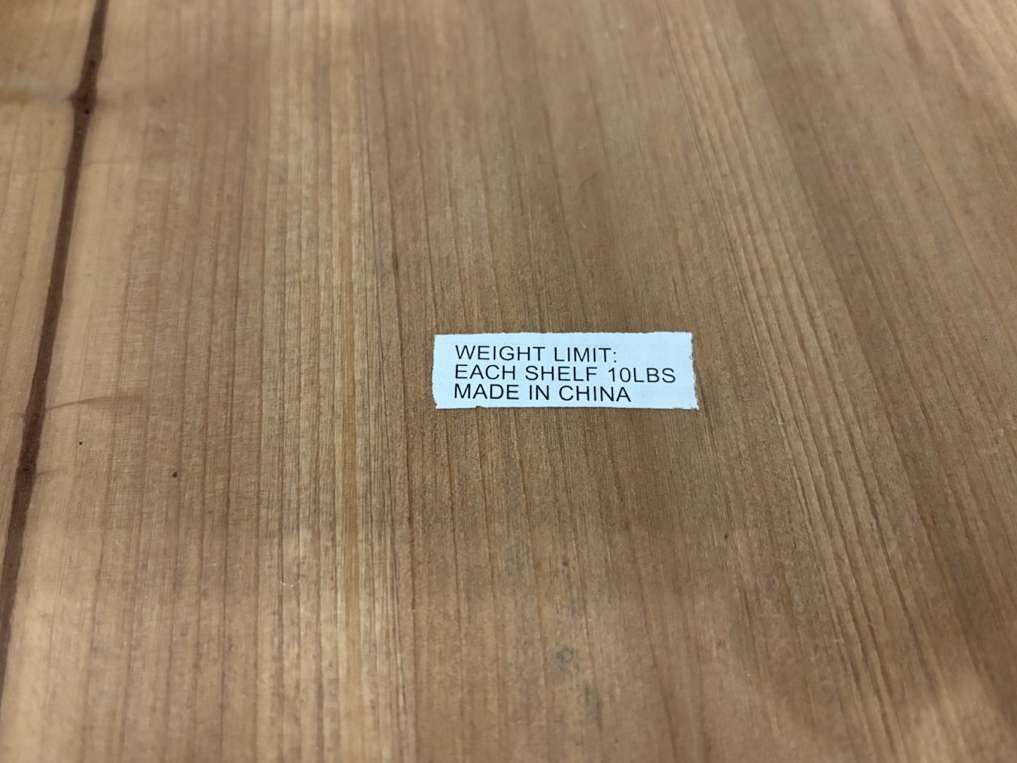 WEIGHT LIMIT:
EACH SHELF 10LBS
MADE IN CHINA